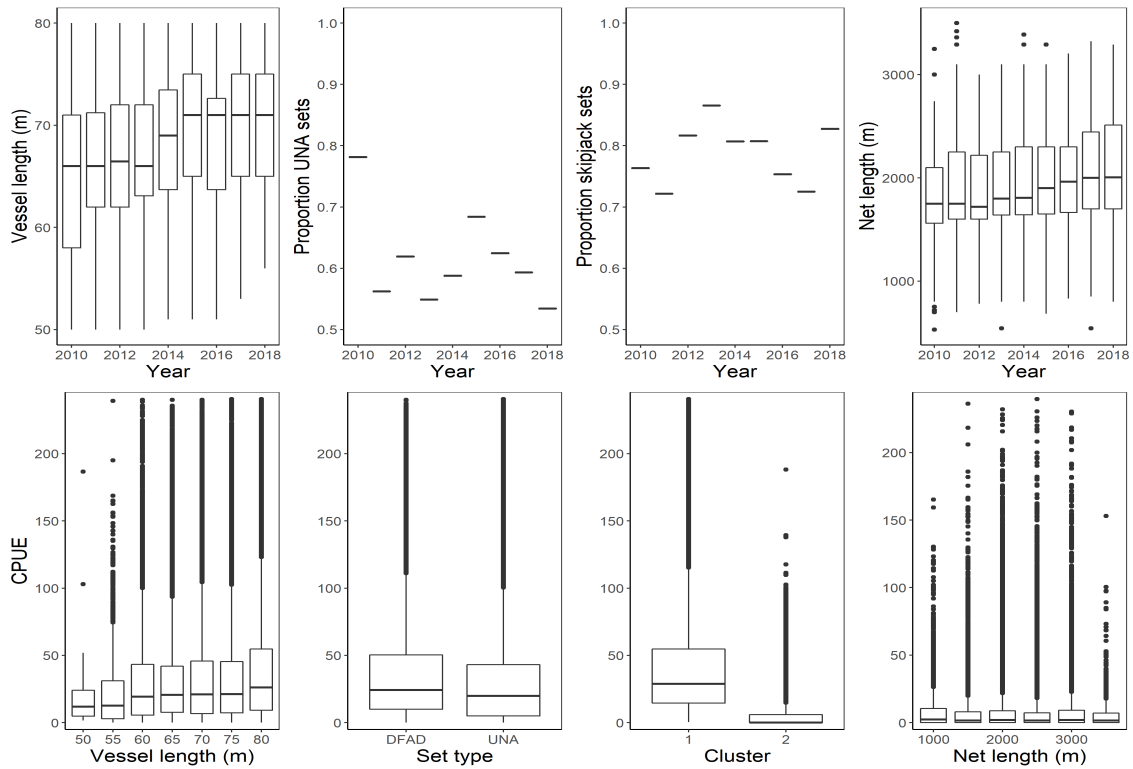 Vessel length (m)
80
70
60
50
2010 2012 2014 2016 2018
Year
Proportion UNA sets
1.0
0.9
0.8
0.7
0.6
0.5
2010 2012 2014 2016 2018
Year
Proportion skipjack sets
1.0
0.9
0.8
0.7
0.6
0.5
2010 2012 2014 2016 2018
Year
Net length (m)
3000
2000
1000
2010 2012 2014 2016 2018
Year
CPUE
200
150
100
50
0
50 55 60 65 70 75 80
Vessel length (m)
200
150
100
50
0
DFAD UNA
Set type
200
150
100
50
0
1 2
Cluster
200
150
100
50
0
1000 2000 3000
Net length (m)